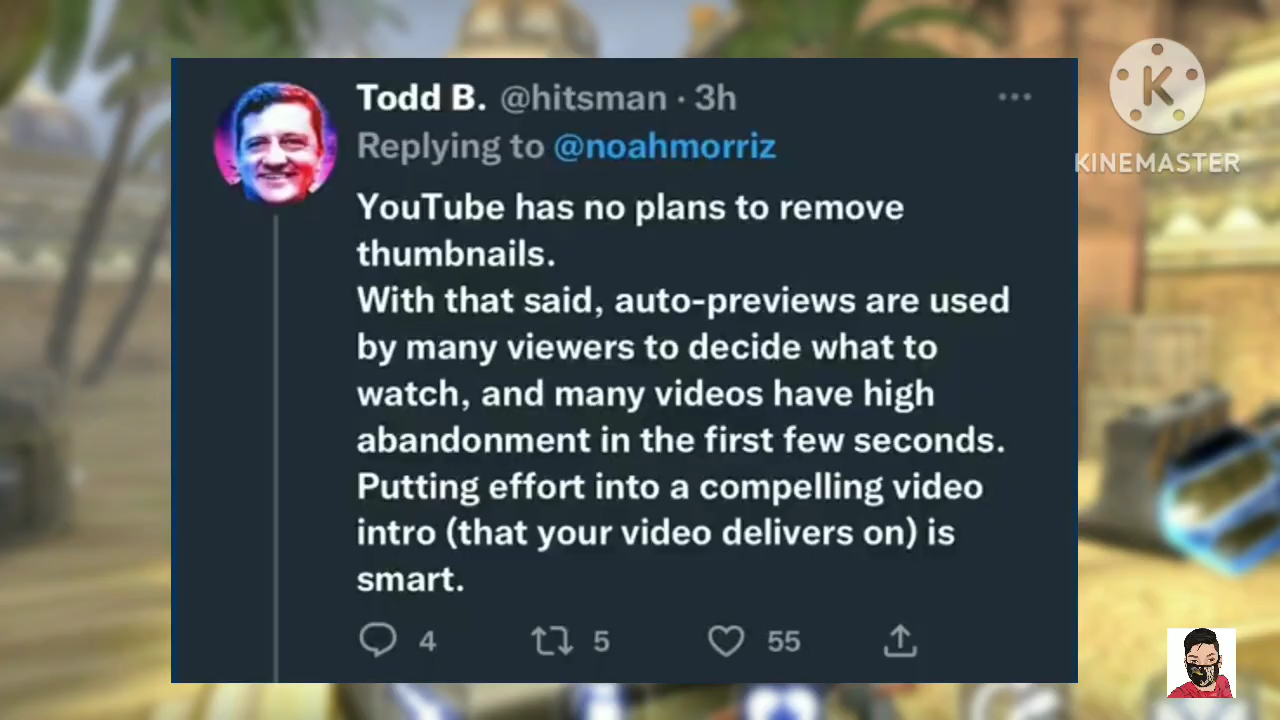 Todd B. @hitsman · 3h
Replying to @noahmorriz
YouTube has no plans to remove
thumbnails.
With that said, auto-previews are used
by many viewers to decide what to
watch, and many videos have high
abandonment in the first few seconds.
Putting effort into a compelling video
intro (that your video delivers on) is
smart.
4 5 55
K
KINEMASTER